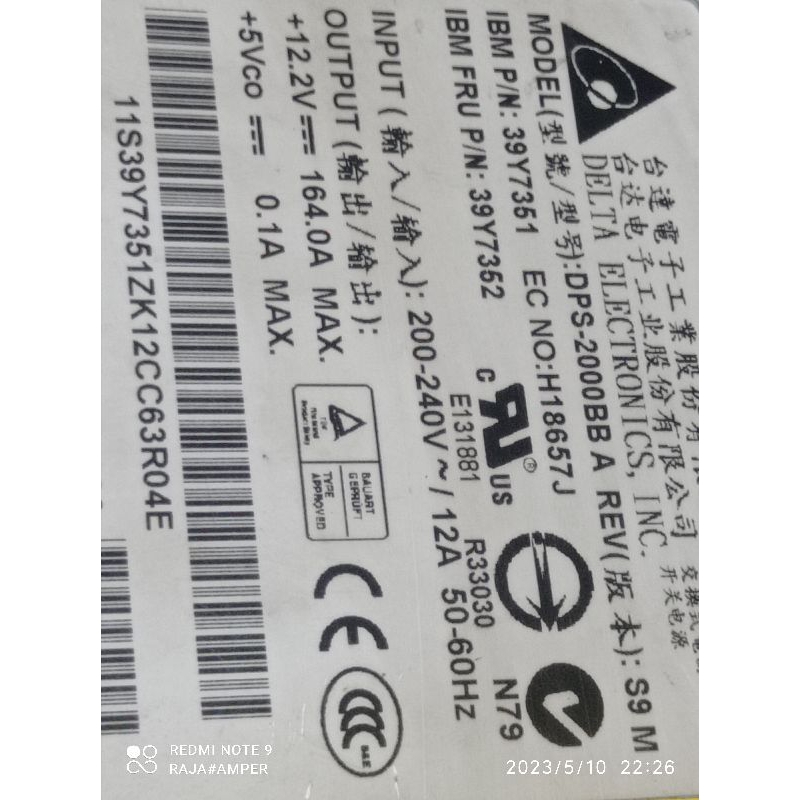 台達電子工業股份有
台达电子工业股份有限公司
DELTA ELECTRONICS, INC.
交換式電
开关电源
MODEL(型號/型号):DPS-2000BB A REV(版本): S9 M
IBM P/N: 39Y7351 EC NO:H18657J
IBM FRU P/N: 39Y7352
c UR ® US
E131881
R33030
N79
INPUT (輸入/输入): 200-240V ~ / 12A 50-60Hz
OUTPUT (輸出/输出):
+12.2V⎓ 164.0A MAX.
+5Vco ⎓ 0.1A MAX.
BAUART
GEPRÜFT
TYPE
APPROVED
CE
CCC
S&E
11S39Y7351ZK12CC63R04E
REDMI NOTE 9
RAJA#AMPER
2023/5/10 22:26